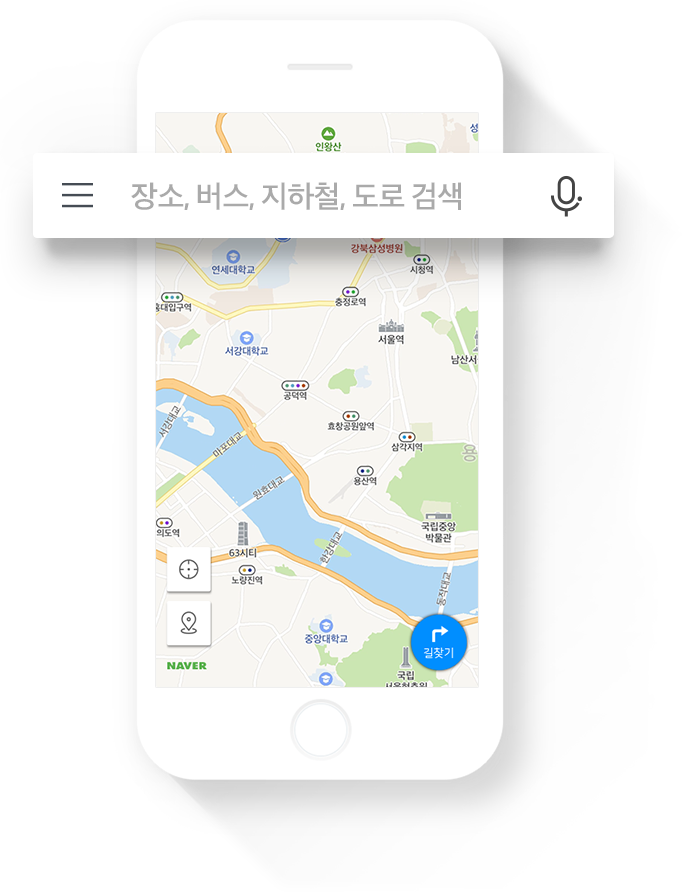 성
인왕산
장소, 버스, 지하철, 도로 검색
강북삼성병원
연세대학교
시청역
홍대입구역
충정로역
서울역
서강대학교
남산서
공덕역
서강대교
효창공원앞역
마포대교
삼각지역
용
용산역
원효대교
국립중앙
박물관
의도역
63시티
한강대교
노량진역
동작대교
중앙대학교
길찾기
NAVER
국립
서울현충원